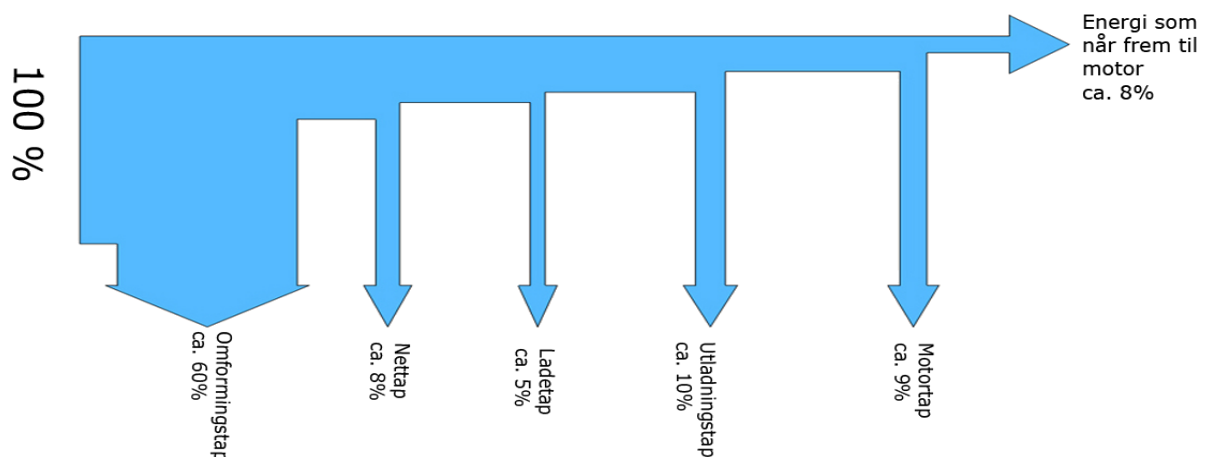 100 %
Omformingstap
ca. 60%
Nettap
ca. 8%
Ladetap
ca. 5%
Utladningstap
ca. 10%
Motortap
ca. 9%
Energi som
når frem til
motor
ca. 8%